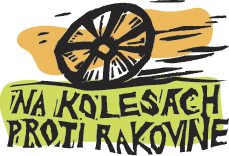 NA KOLESÁCH
PROTI RAKOVINE